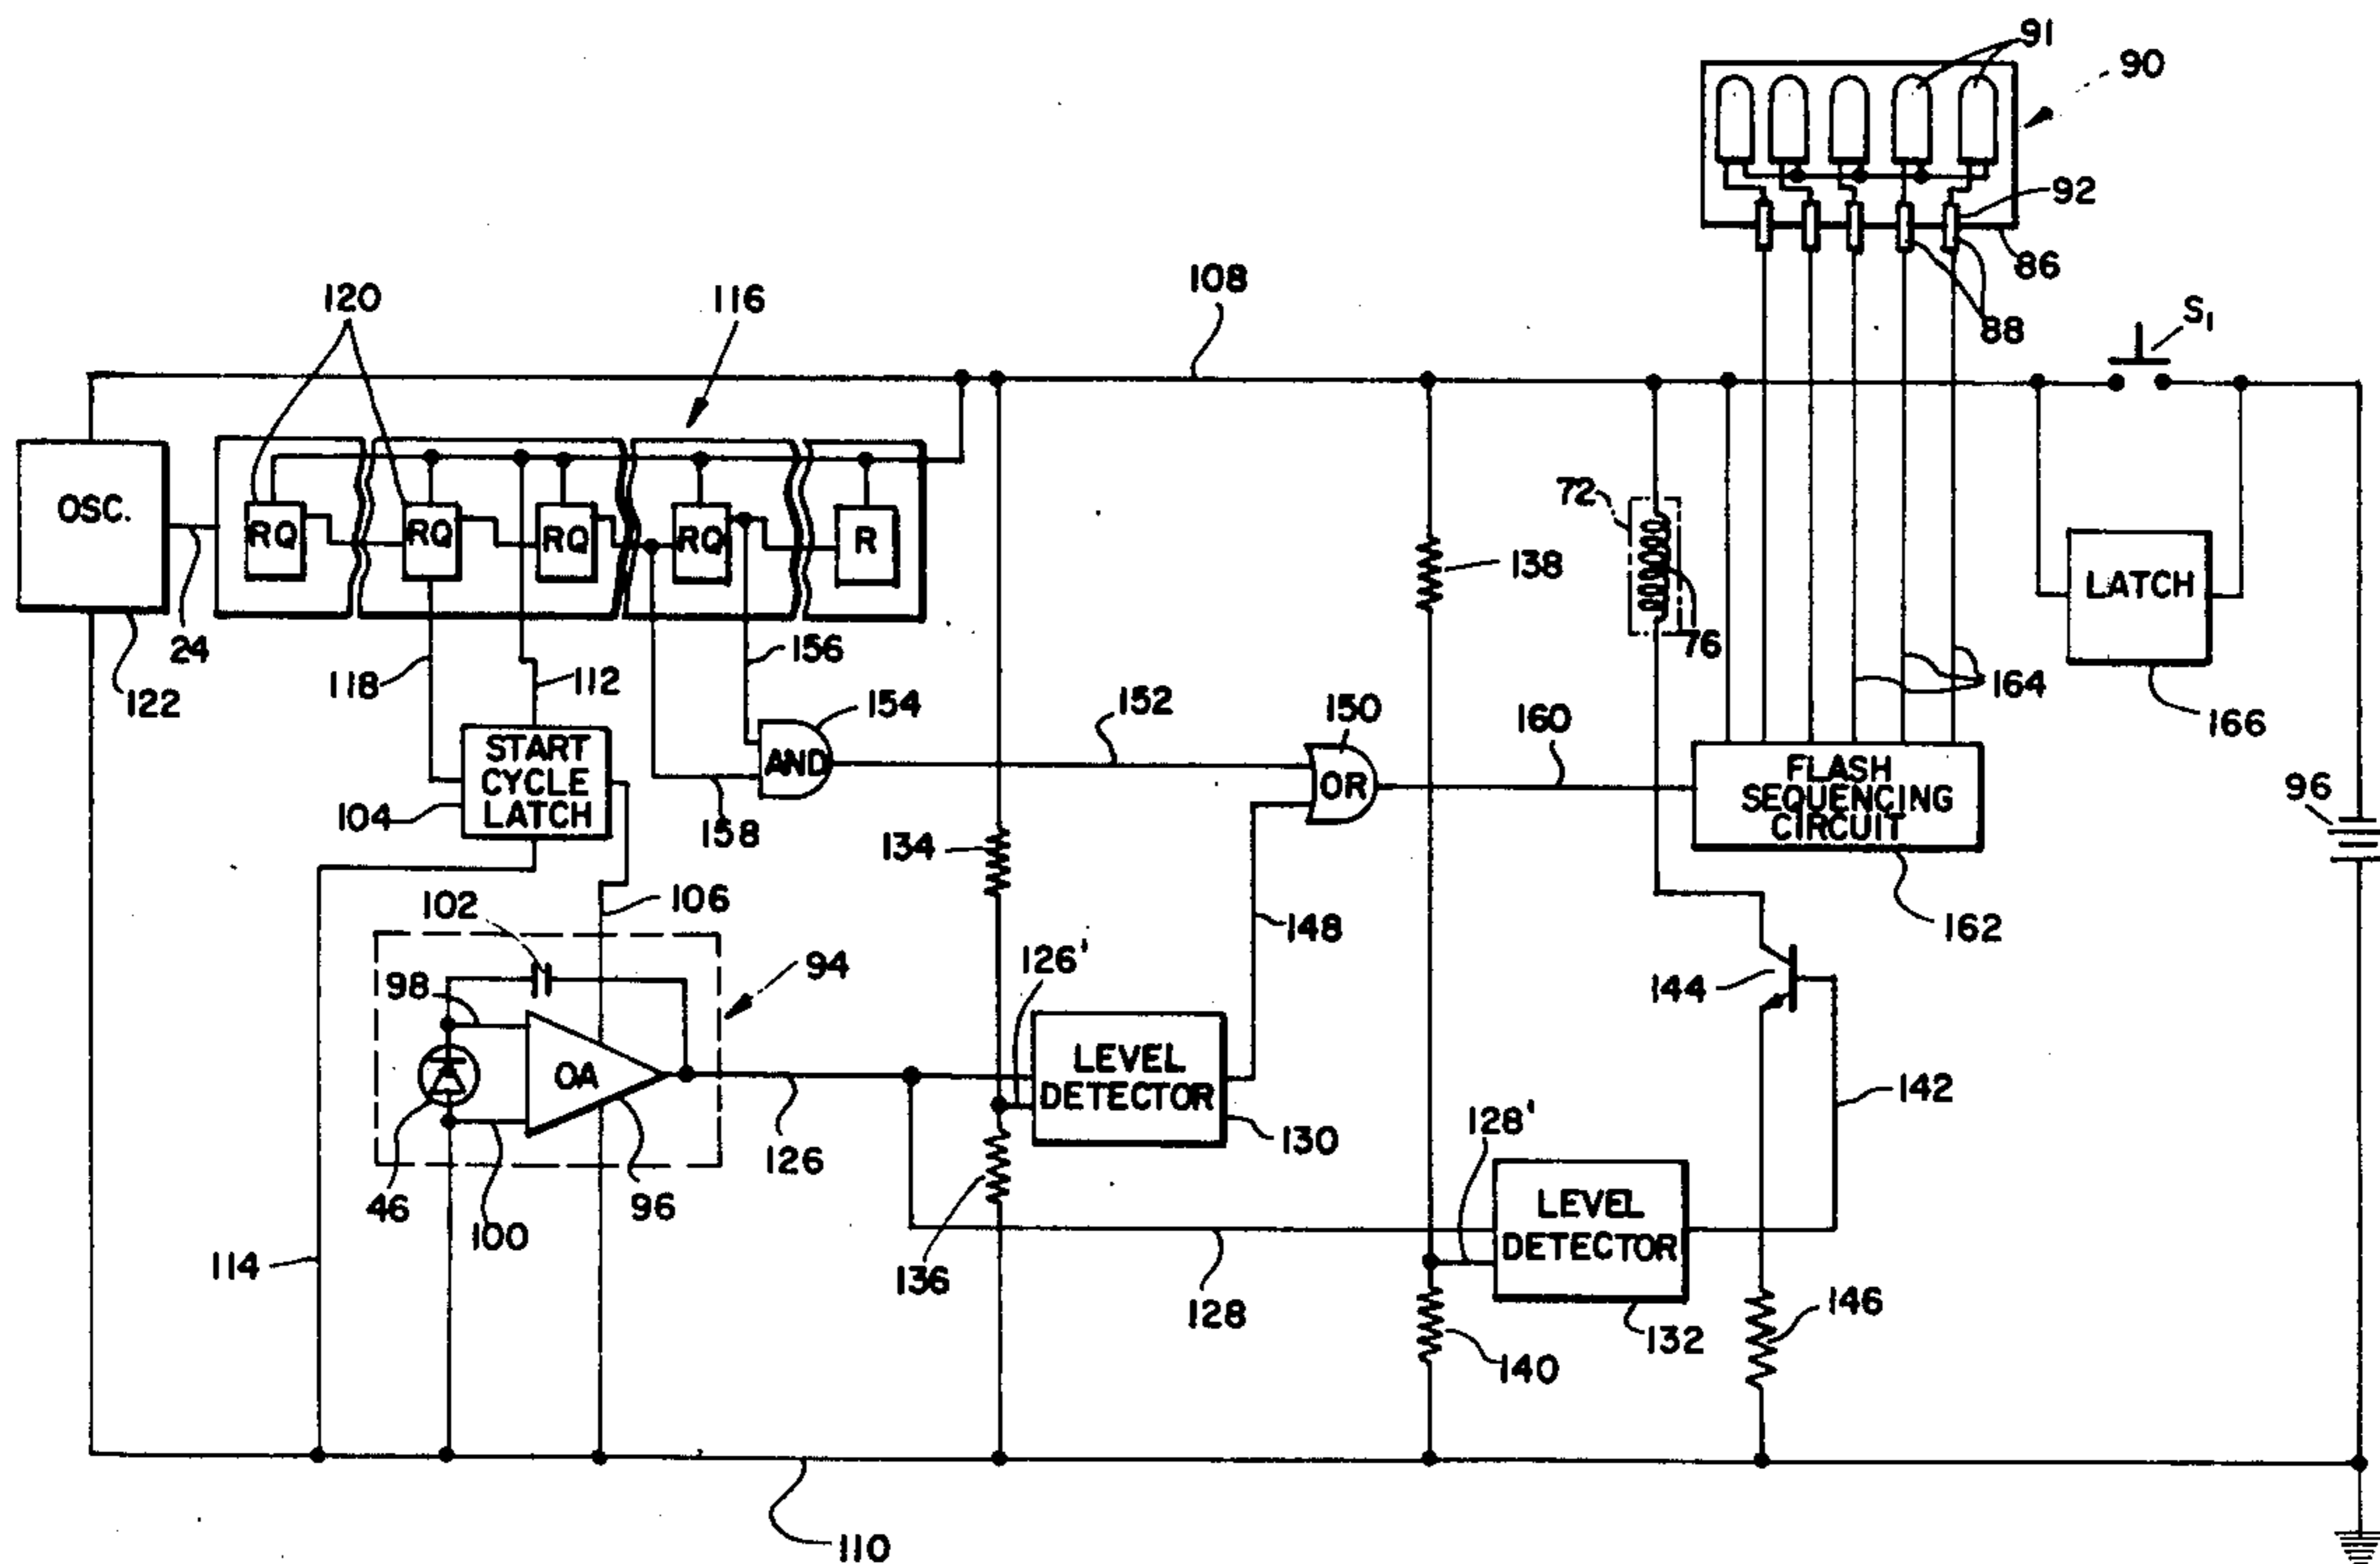 91
90
92
86
88
S1
108
116
120
OSC.
RQ
RQ
RQ
RQ
R
24
122
118
112
156
154
AND
158
START
CYCLE
LATCH
104
106
134
152
150
OR
160
138
72
76
164
LATCH
166
FLASH
SEQUENCING
CIRCUIT
162
96
102
98
94
OA
46
100
96
126
126'
LEVEL
DETECTOR
130
148
144
142
128'
LEVEL
DETECTOR
132
146
114
136
128
140
110